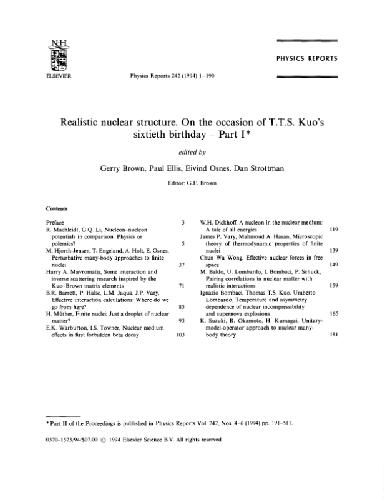 NH
ELSEVIER
PHYSICS REPORTS
Physics Reports 242 (1994) 1–190
Realistic nuclear structure. On the occasion of T.T.S. Kuo's
sixtieth birthday – Part I*
edited by
Gerry Brown, Paul Ellis, Eivind Osnes, Dan Strottman
Editor: G.E. Brown
Contents
Preface 3
R. Machleidt, G.Q. Li, Nucleon–nucleon
potentials in comparison: Physics or
polemics? 5
M. Hjorth-Jensen, T. Engeland, A. Holt, E. Osnes,
Perturbative many-body approaches to finite
nuclei 37
Harry A. Mavromatis, Some interaction and
inverse scattering research inspired by the
Kuo–Brown matrix elements 71
B.R. Barrett, P. Halse, L.M. Jaqua, J.P. Vary,
Effective interaction calculations: Where do we
go from here?
H. Müther, Finite nuclei: Just a droplet of nuclear
matter?
E.K. Warburton, I.S. Towner, Nuclear medium
effects in first forbidden beta decay 103
W.H. Dickhoff, A nucleon in the nuclear medium:
A tale of all energies 119
James P. Vary, Mahmoud A. Hasan, Microscopic
theory of thermodynamic properties of finite
nuclei 139
Chun Wa Wong, Effective nuclear forces in free
space 149
M. Baldo, U. Lombardo, I. Bombaci, P. Schuck,
Pairing correlations in nuclear matter with
realistic interactions 159
Ignazio Bombaci, Thomas T.S. Kuo, Umberto
Lombardo, Temperature and asymmetry
dependence of nuclear incompressibility
and supernova explosions 165
K. Suzuki, R. Okamoto, H. Kumagai, Unitary-
model-operator approach to nuclear many-
body theory 181
*Part II of the Proceedings is published in Physics Reports Vol. 242, Nos. 4–6 (1994) pp. 191–511.
0370-1573/94/$07.00 © 1994 Elsevier Science B.V. All rights reserved